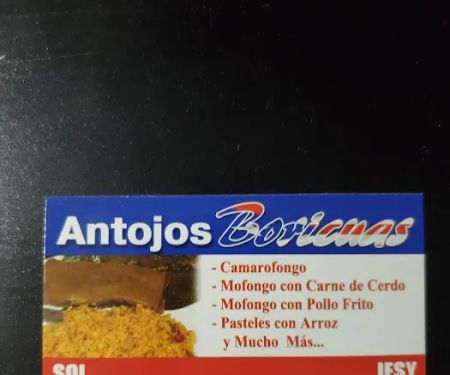 Antojos Boricuas
- Camarofongo
- Mofongo con Carne de Cerdo
- Mofongo con Pollo Frito
- Pasteles con Arroz
y Mucho Más...
SOL JESY